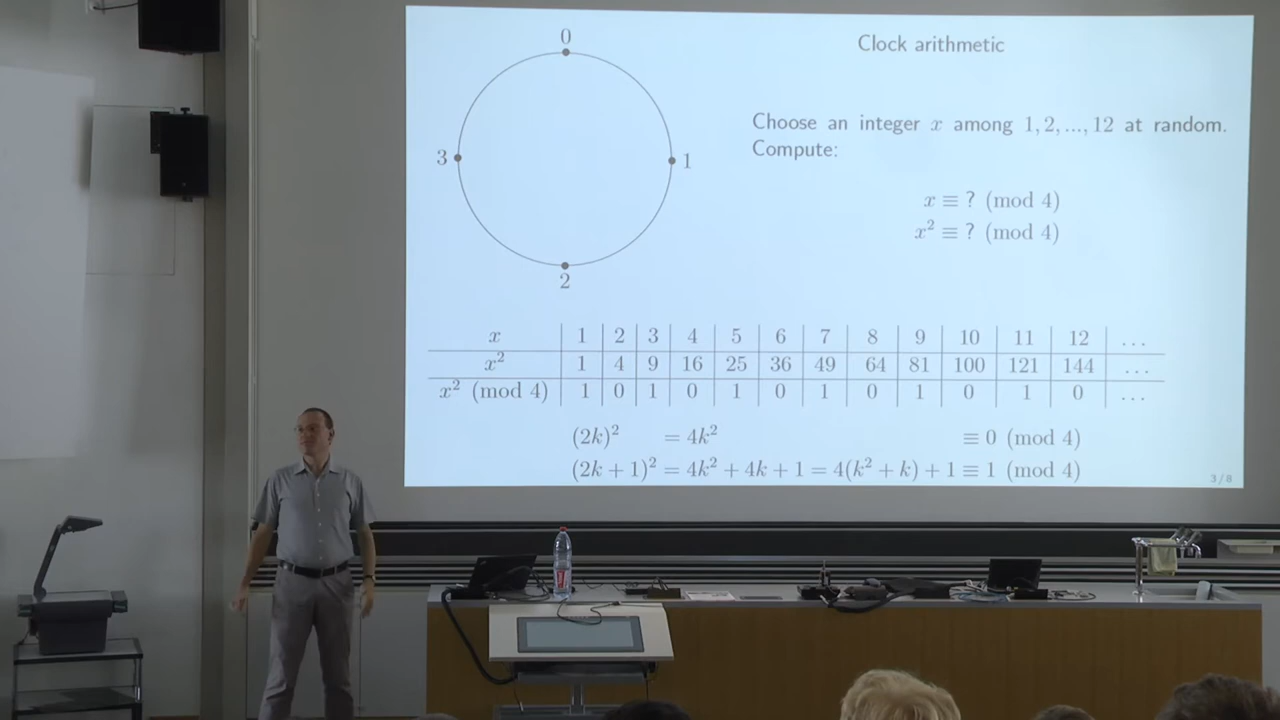 0
Clock arithmetic
3
1
2
Choose an integer x among 1, 2, ..., 12 at random.
Compute:
x ≡ ? (mod 4)
x² ≡ ? (mod 4)
x 1 2 3 4 5 6 7 8 9 10 11 12 ...
x² 1 4 9 16 25 36 49 64 81 100 121 144 ...
x² (mod 4) 1 0 1 0 1 0 1 0 1 0 1 0 ...
(2k)² = 4k² ≡ 0 (mod 4)
(2k + 1)² = 4k² + 4k + 1 = 4(k² + k) + 1 ≡ 1 (mod 4)
3 / 8